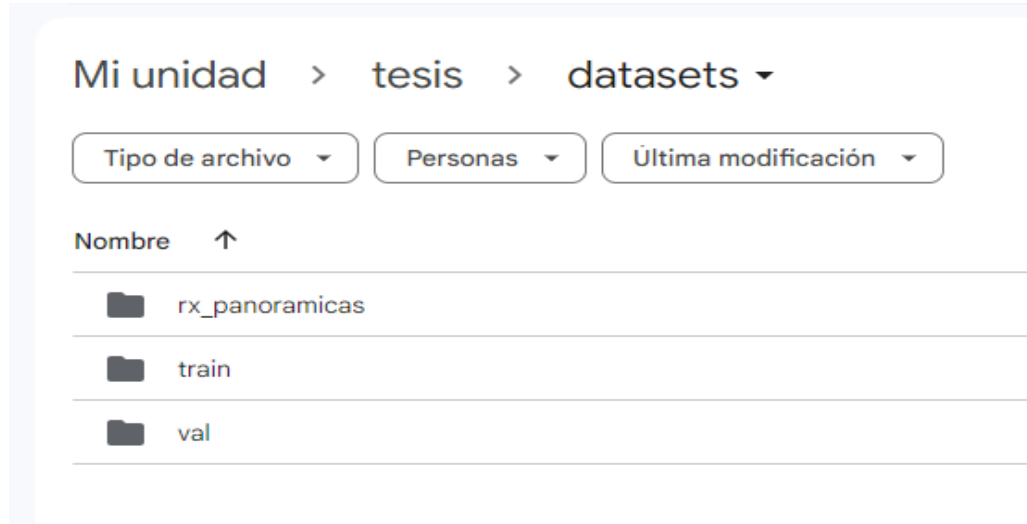 Mi unidad > tesis > datasets
Tipo de archivo Personas Última modificación
Nombre ↑
rx_panoramicas
train
val